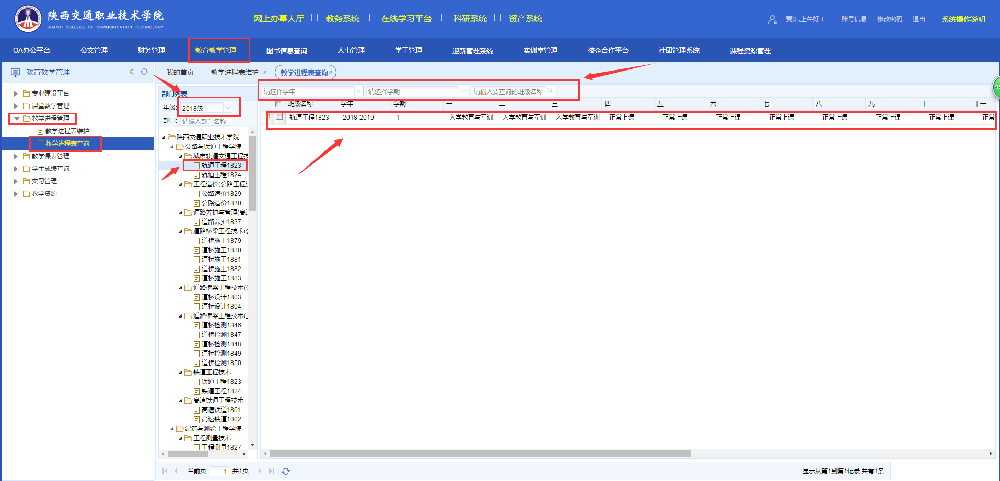 陕西交通职业技术学院
SHANXI COLLEGE OF COMMUNICATION TECHNOLOGY
网上办事大厅 教务系统 在线学习平台 科研系统 资产系统
贾涛,上午好！ 账号信息 修改密码 退出 系统操作说明
OA办公平台 公文管理 财务管理 教育教学管理 图书信息查询 人事管理 学工管理 迎新管理系统 实训室管理 校企合作平台 社团管理系统 课程资源管理
教育教学管理 <
我的首页 教学进程表维护 × 教学进程表查询×
专业建设平台
课堂教学管理
教学进程管理
教学进程表维护
教学进程表查询
教学课表管理
学生成绩查询
实习管理
教学资源
部门列表
年级: 2018级
部门: 请输入部门名称
陕西交通职业技术学院
公路与铁道工程学院
城市轨道交通工程技
轨道工程1823
轨道工程1824
工程造价(公路工程造
公路造价1829
公路造价1830
道路养护与管理(高速
道路养护1837
道路桥梁工程技术(公
道桥施工1879
道桥施工1880
道桥施工1881
道桥施工1882
道桥施工1883
道路桥梁工程技术(公
道桥设计1803
道桥设计1804
道路桥梁工程技术(工
道桥检测1846
道桥检测1847
道桥检测1848
道桥检测1849
道桥检测1850
铁道工程技术
铁道工程1823
铁道工程1824
高速铁道工程技术
高速铁道1801
高速铁道1802
建筑与测绘工程学院
工程测量技术
工程测量1827
请选择学年 请选择学期 请输入要查询的班级名称
班级名称 学年 学期 一 二 三 四 五 六 七 八 九 十 十一
1 轨道工程1823 2018-2019 1 入学教育与军训 入学教育与军训 入学教育与军训 正常上课 正常上课 正常上课 正常上课 正常上课 正常上课 正常上课 正常
当前页 1 共1页
显示从第1到第1记录,共有1条